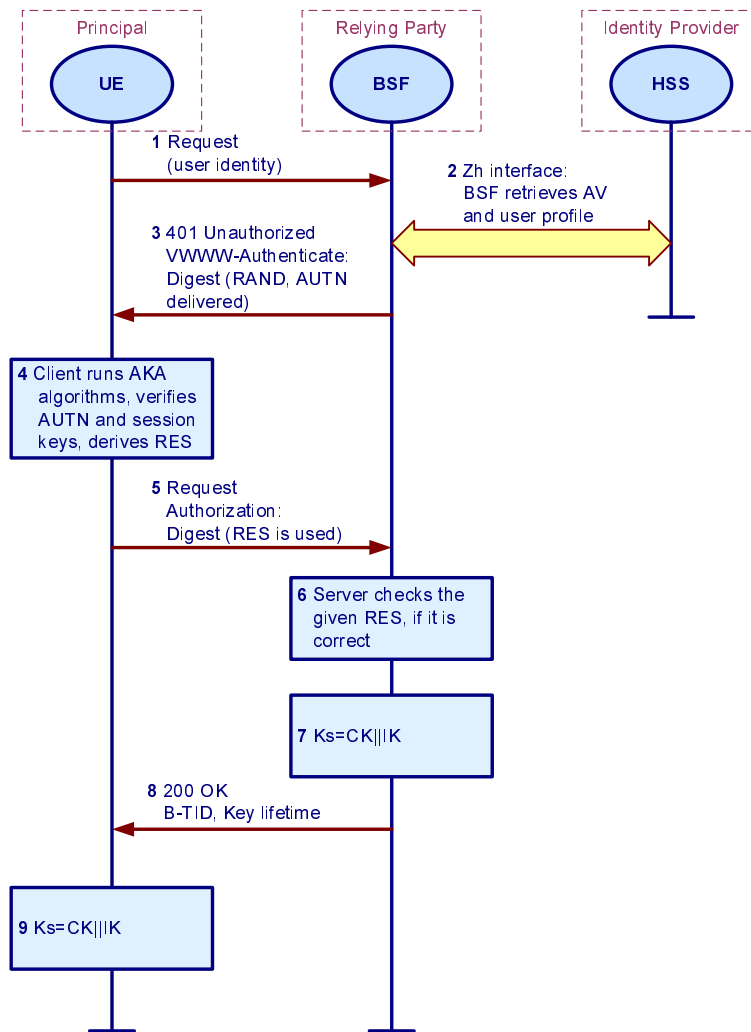 Principal
Relying Party
Identity Provider
UE
BSF
HSS
1 Request
(user identity)
2 Zh interface:
BSF retrieves AV
and user profile
3 401 Unauthorized
VWWW-Authenticate:
Digest (RAND, AUTN
delivered)
4 Client runs AKA
algorithms, verifies
AUTN and session
keys, derives RES
5 Request
Authorization:
Digest (RES is used)
6 Server checks the
given RES, if it is
correct
7 Ks=CK||IK
8 200 OK
B-TID, Key lifetime
9 Ks=CK||IK